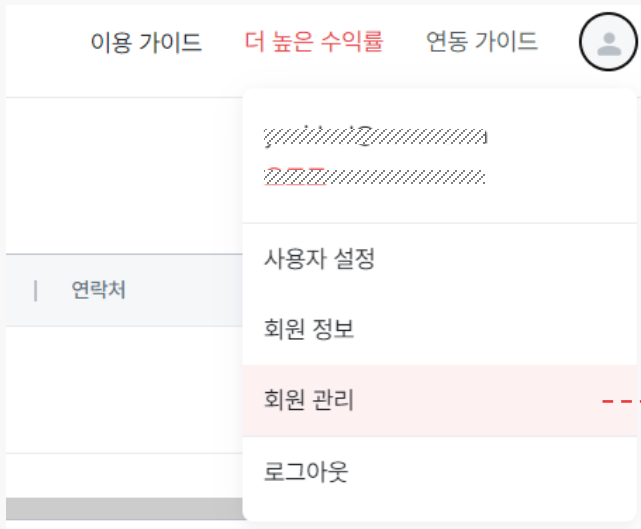 이용 가이드 더 높은 수익률 연동 가이드
사용자 설정
| 연락처
회원 정보
회원 관리
로그아웃